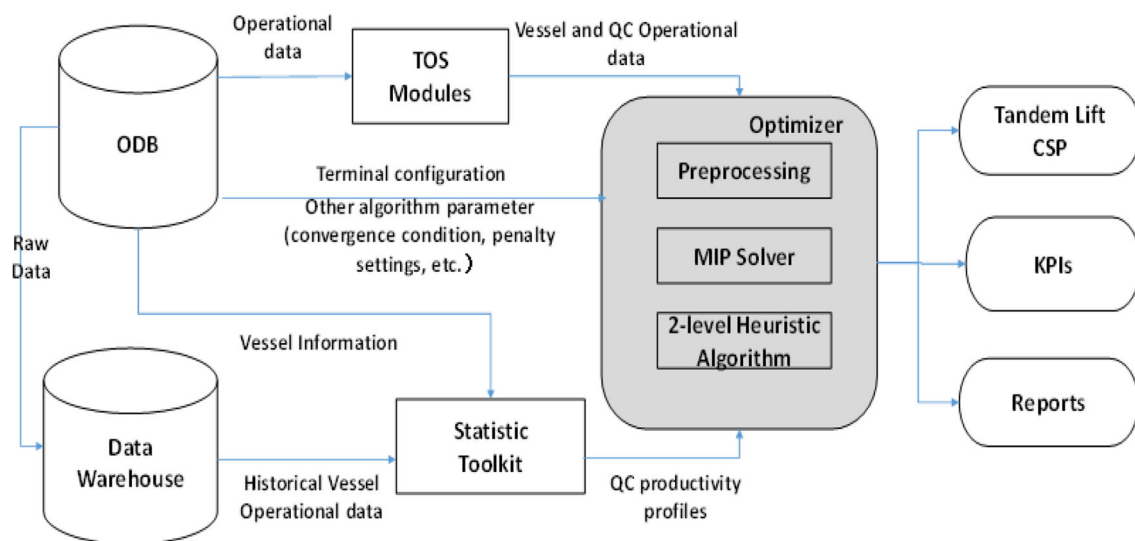 Operational
data
TOS
Modules
Vessel and QC Operational
data
ODB
Optimizer
Preprocessing
MIP Solver
2-level Heuristic
Algorithm
Tandem Lift
CSP
KPIs
Reports
Terminal configuration
Other algorithm parameter
(convergence condition, penalty
settings, etc.)
Raw
Data
Vessel Information
Data
Warehouse
Historical Vessel
Operational data
Statistic
Toolkit
QC productivity
profiles